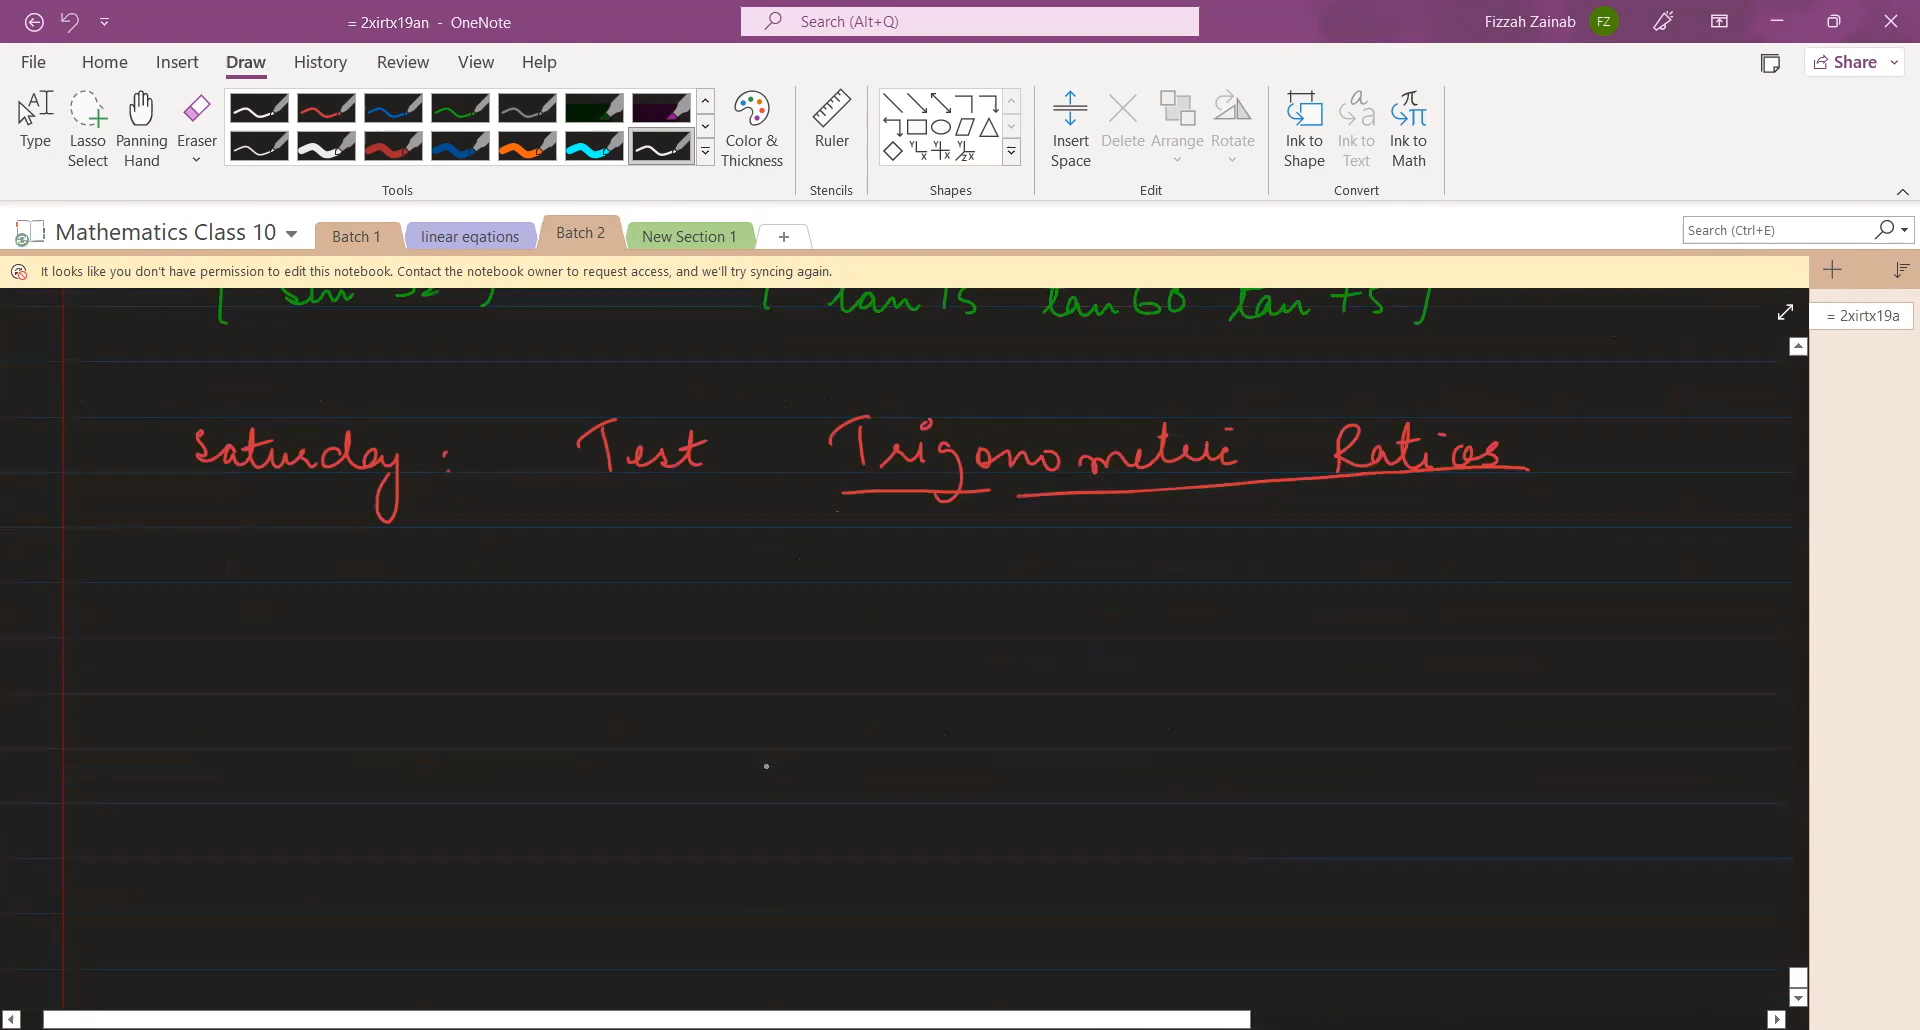 = 2xirtx19an - OneNote
Search (Alt+Q)
Fizzah Zainab FZ
File Home Insert Draw History Review View Help
Share
Type
Lasso Select
Panning Hand
Eraser
Color & Thickness
Ruler
Insert Space
Delete
Arrange
Rotate
Ink to Shape
Ink to Text
Ink to Math
Tools Stencils Shapes Edit Convert
Mathematics Class 10 Batch 1 linear eqations Batch 2 New Section 1 +
Search (Ctrl+E)
It looks like you don't have permission to edit this notebook. Contact the notebook owner to request access, and we'll try syncing again.
= 2xirtx19a
sin tan 15 tan 60 tan 75
Saturday : Test Trigonometric Ratios